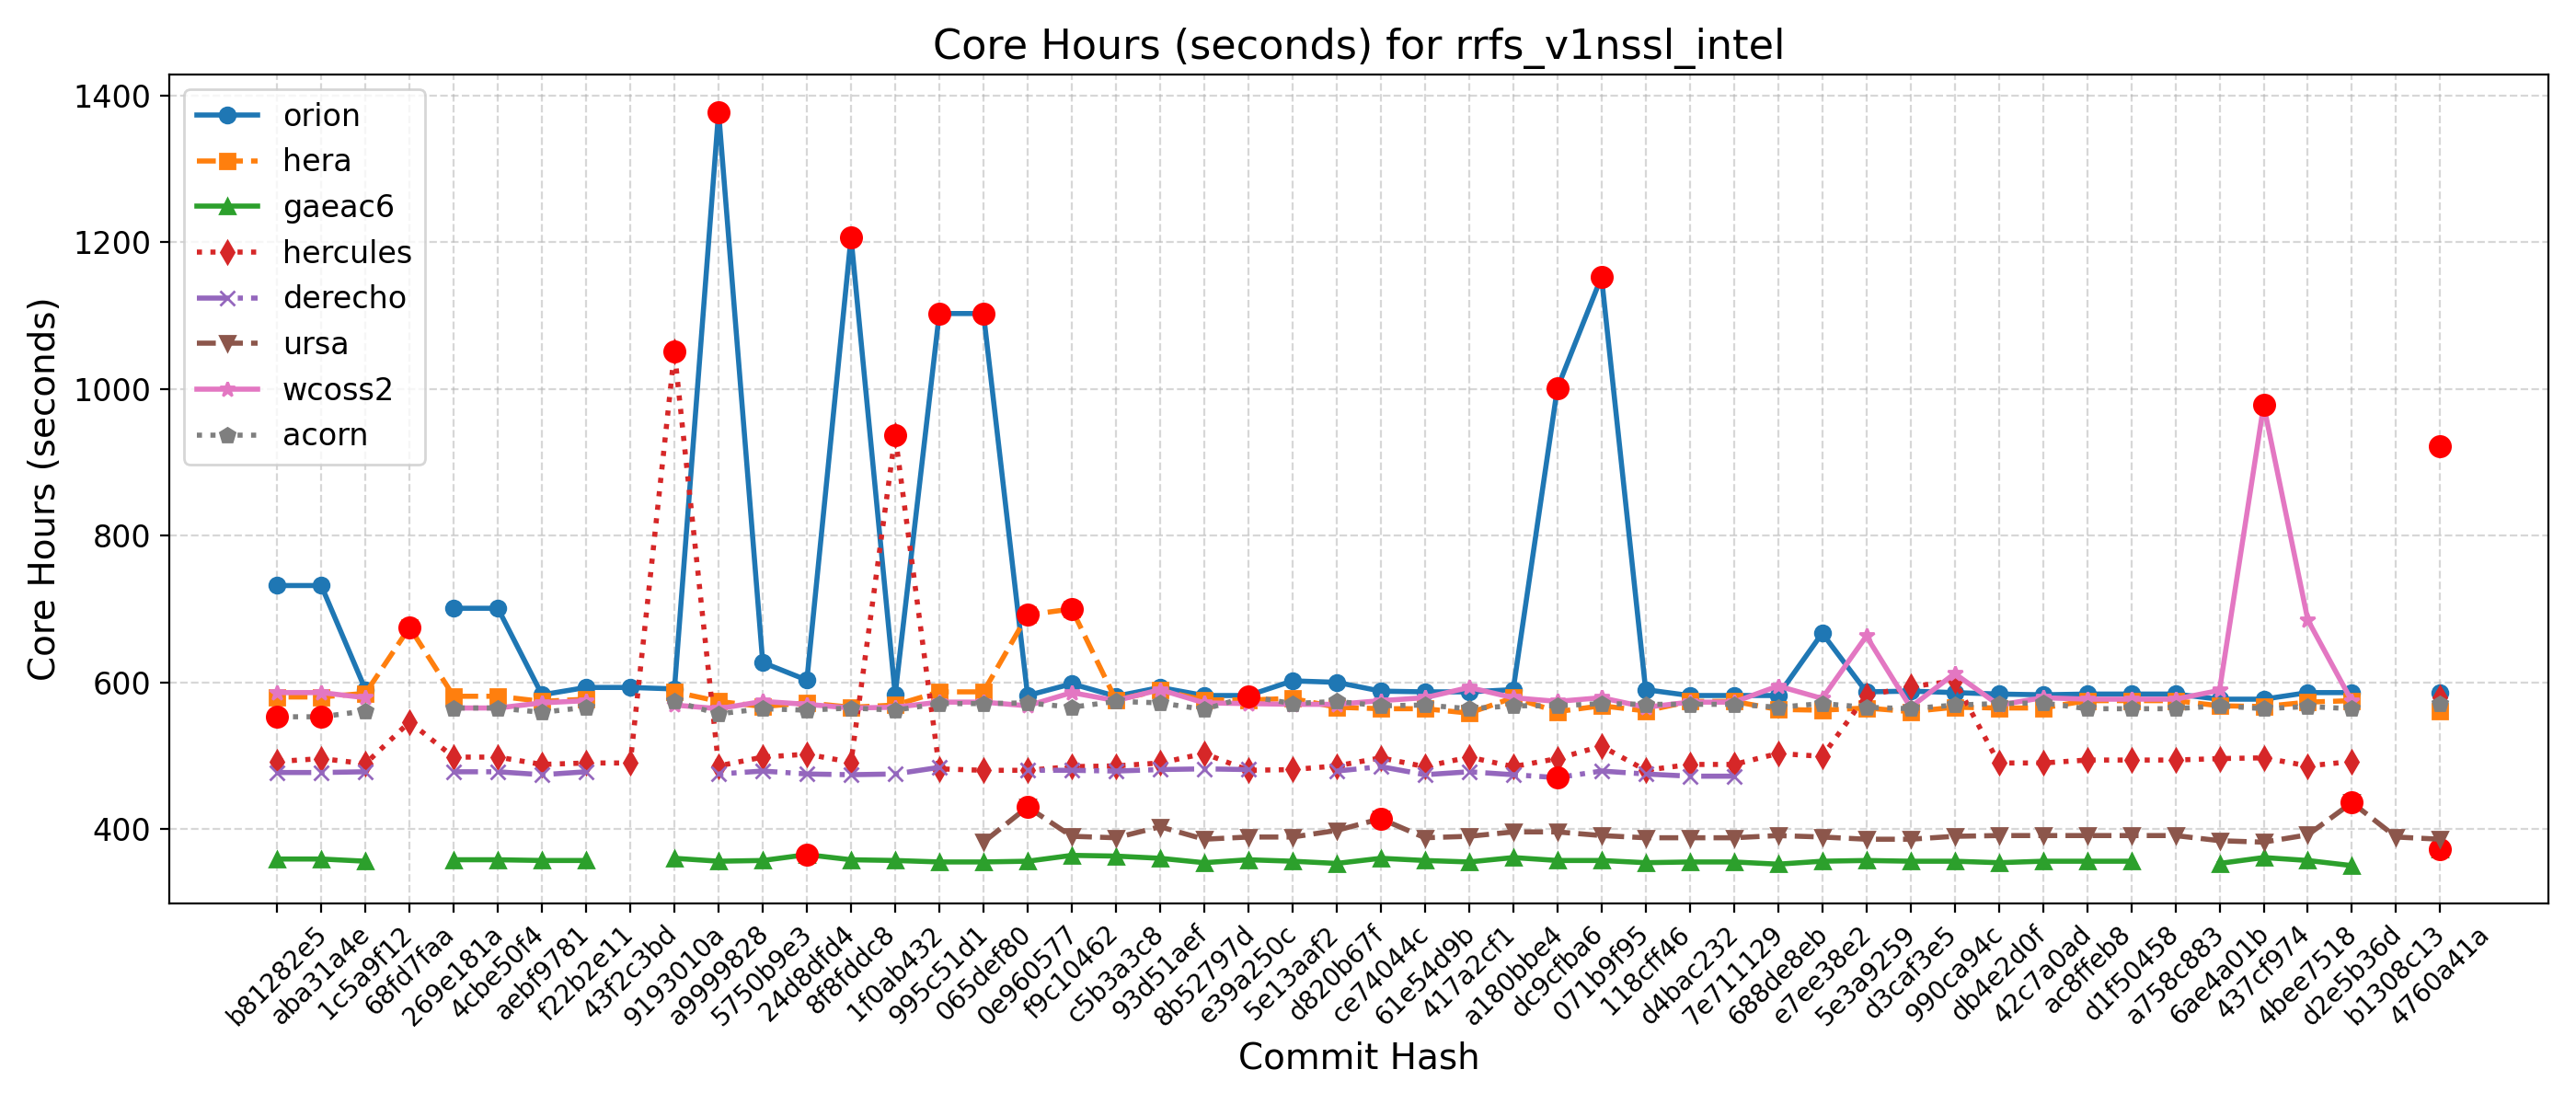 Core Hours (seconds) for rrfs_v1nssl_intel
Core Hours (seconds)
1400
1200
1000
800
600
400
orion
hera
gaeac6
hercules
derecho
ursa
wcoss2
acorn
b81282e5
aba31a4e
1c5a9f12
68fd7faa
269e181a
4cbe50f4
aebf9781
f22b2e11
43f2c3bd
9193010a
a9999828
5750b9e3
24d8dfd4
8f8fddc8
1f0ab432
995c51d1
065def80
0e960577
f9c10462
c5b3a3c8
93d51aef
8b52797d
e39a250c
5e13aaf2
d820b67f
ce74044c
61e54d9b
417a2cf1
a180bbe4
dc9cfba6
071b9f95
118cff46
d4bac232
7e711129
688de8eb
e7ee38e2
5e3a9259
d3caf3e5
990ca94c
db4e2d0f
42c7a0ad
ac8ffeb8
d1f50458
a758c883
6ae4a01b
437cf974
4bee7518
d2e5b36d
b1308c13
4760a41a
Commit Hash